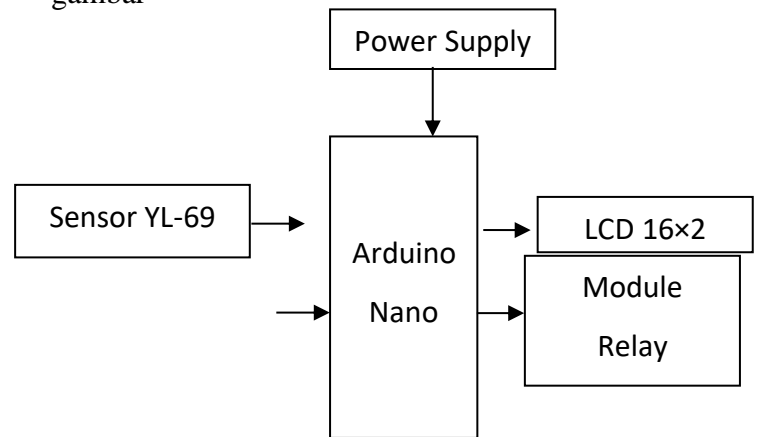 gambar
Power Supply
Sensor YL-69
Arduino
Nano
LCD 16×2
Module
Relay